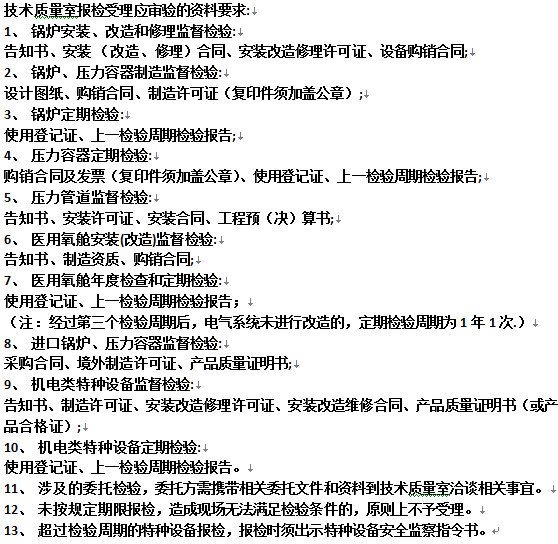 技术质量室报检受理应审验的资料要求:
1、 锅炉安装、改造和修理监督检验:
告知书、安装 （改造、修理）合同、安装改造修理许可证、设备购销合同;
2、 锅炉、压力容器制造监督检验:
设计图纸、购销合同、制造许可证（复印件须加盖公章）;
3、 锅炉定期检验:
使用登记证、上一检验周期检验报告;
4、 压力容器定期检验:
购销合同及发票（复印件须加盖公章）、使用登记证、上一检验周期检验报告;
5、 压力管道监督检验:
告知书、安装许可证、安装合同、工程预（决）算书;
6、 医用氧舱安装(改造)监督检验:
告知书、制造资质、购销合同;
7、 医用氧舱年度检查和定期检验:
使用登记证、上一检验周期检验报告；
（注：经过第三个检验周期后，电气系统未进行改造的，定期检验周期为 1 年 1 次.）
8、 进口锅炉、压力容器监督检验:
采购合同、境外制造许可证、产品质量证明书;
9、 机电类特种设备监督检验:
告知书、制造许可证、安装改造修理许可证、安装改造维修合同、产品质量证明书（或产
品合格证）;
10、 机电类特种设备定期检验:
使用登记证、上一检验周期检验报告。
11、 涉及的委托检验，委托方需携带相关委托文件和资料到技术质量室洽谈相关事宜。
12、 未按规定期限报检，造成现场无法满足检验条件的，原则上不予受理。
13、 超过检验周期的特种设备报检，报检时须出示特种设备安全监察指令书。